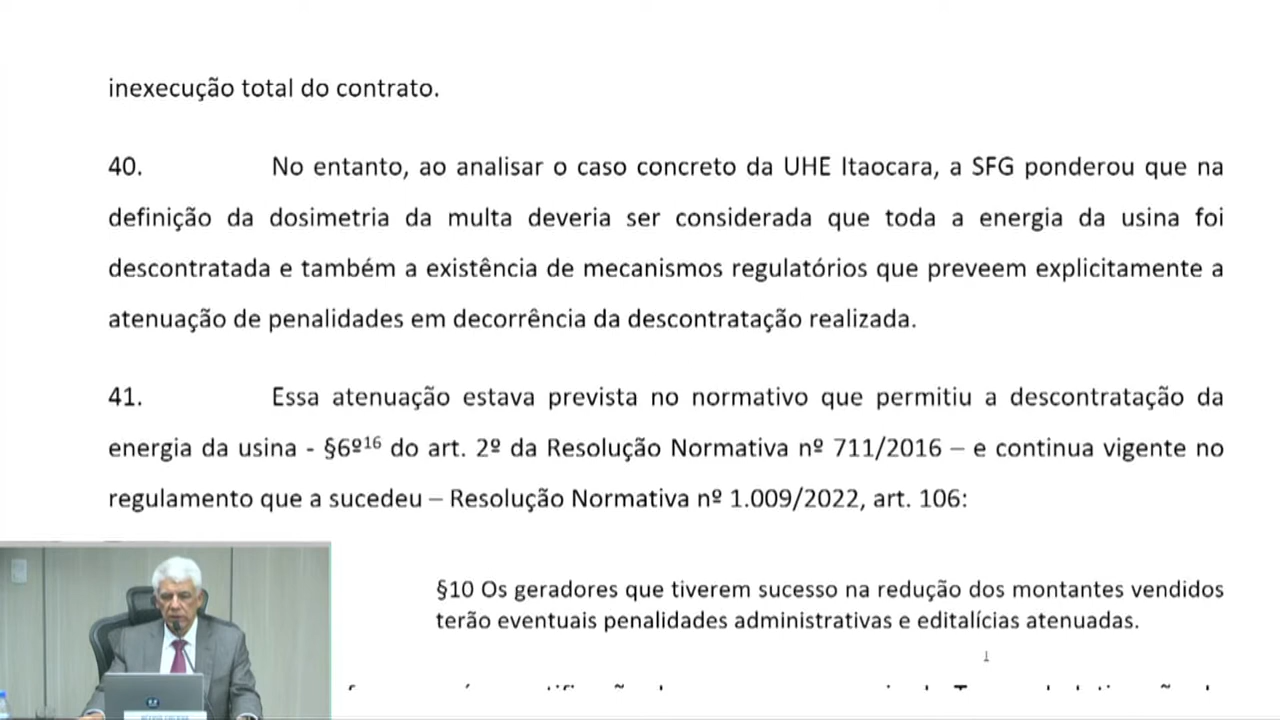 inexecução total do contrato.
40. No entanto, ao analisar o caso concreto da UHE Itaocara, a SFG ponderou que na
definição da dosimetria da multa deveria ser considerada que toda a energia da usina foi
descontratada e também a existência de mecanismos regulatórios que preveem explicitamente a
atenuação de penalidades em decorrência da descontratação realizada.
41. Essa atenuação estava prevista no normativo que permitiu a descontratação da
energia da usina - §6º¹⁶ do art. 2º da Resolução Normativa nº 711/2016 – e continua vigente no
regulamento que a sucedeu – Resolução Normativa nº 1.009/2022, art. 106:
§10 Os geradores que tiverem sucesso na redução dos montantes vendidos
terão eventuais penalidades administrativas e editalícias atenuadas.